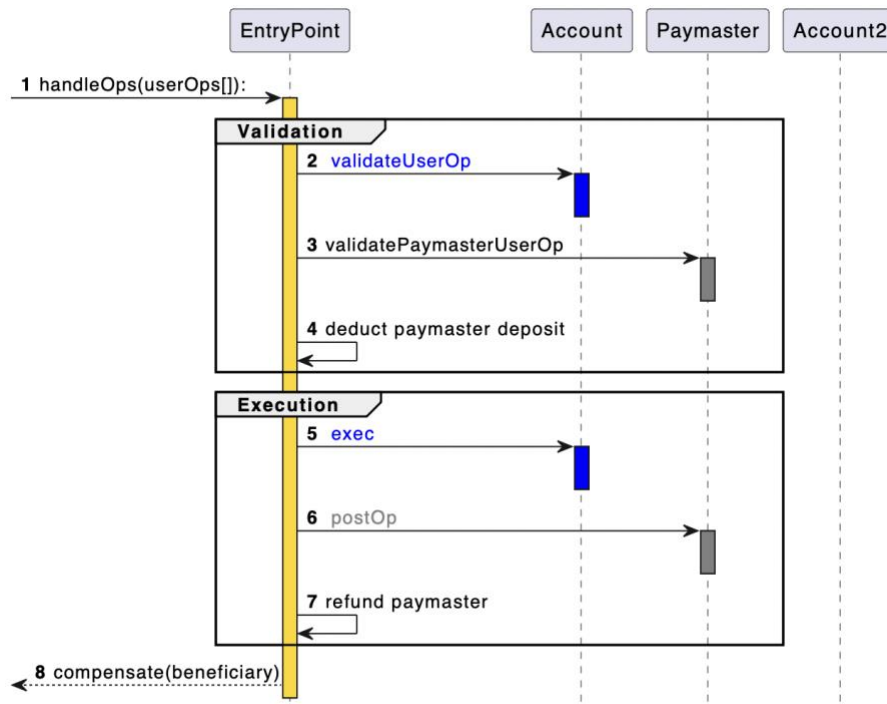 EntryPoint Account Paymaster Account2
1 handleOps(userOps[]):
Validation
2 validateUserOp
3 validatePaymasterUserOp
4 deduct paymaster deposit
Execution
5 exec
6 postOp
7 refund paymaster
8 compensate(beneficiary)